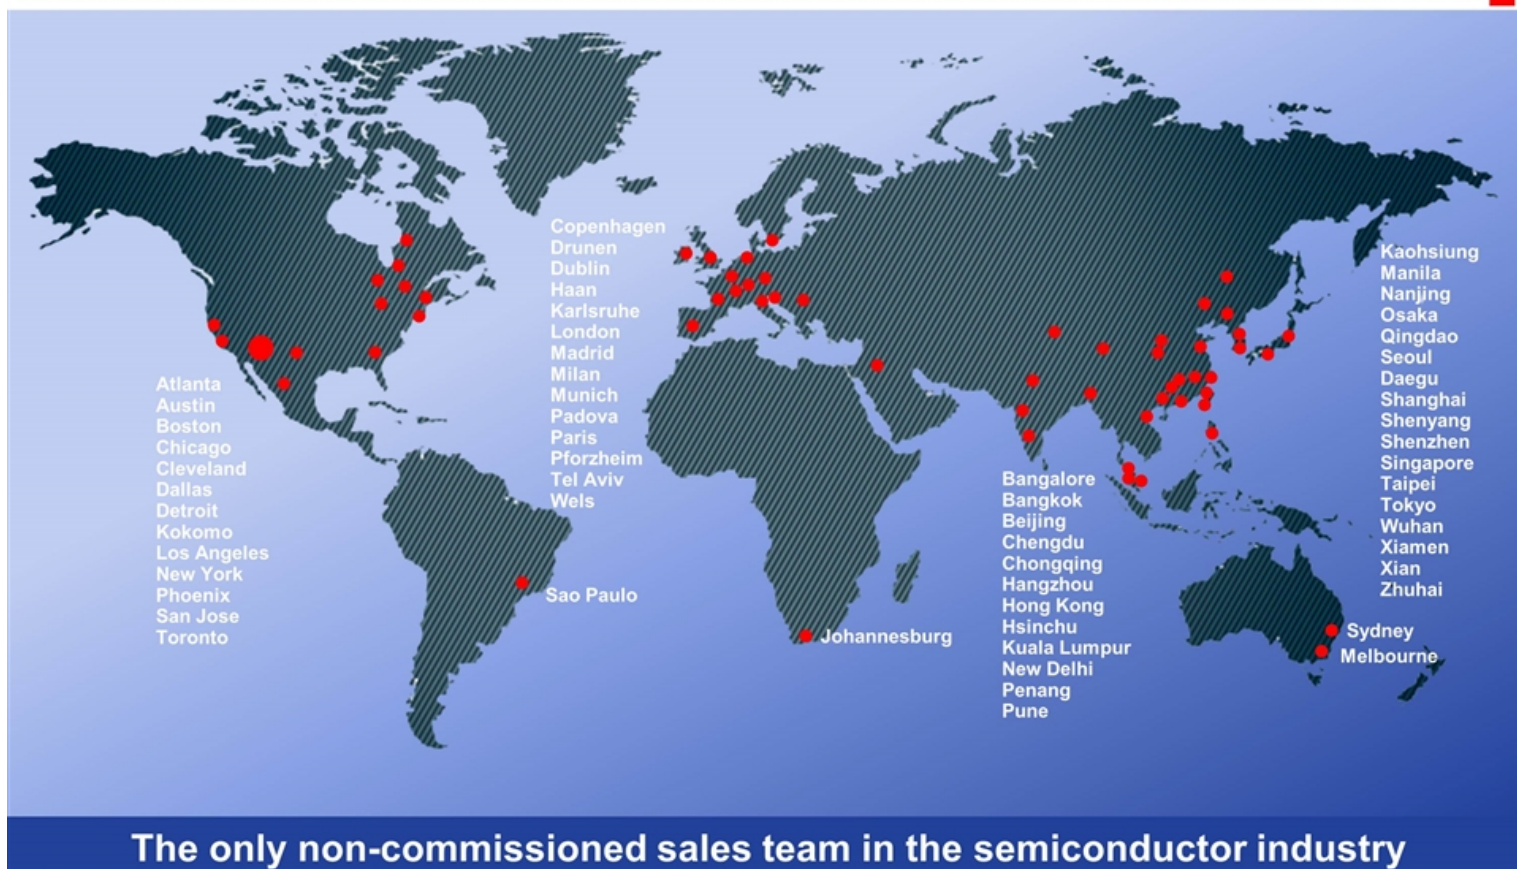 Copenhagen
Drunen
Dublin
Haan
Karlsruhe
London
Madrid
Milan
Munich
Padova
Paris
Pforzheim
Tel Aviv
Wels
Kaohsiung
Manila
Nanjing
Osaka
Qingdao
Seoul
Daegu
Shanghai
Shenyang
Shenzhen
Singapore
Taipei
Tokyo
Wuhan
Xiamen
Xian
Zhuhai
Atlanta
Austin
Boston
Chicago
Cleveland
Dallas
Detroit
Kokomo
Los Angeles
New York
Phoenix
San Jose
Toronto
Bangalore
Bangkok
Beijing
Chengdu
Chongqing
Hangzhou
Hong Kong
Hsinchu
Kuala Lumpur
New Delhi
Penang
Pune
Sao Paulo
Johannesburg
Sydney
Melbourne
The only non-commissioned sales team in the semiconductor industry